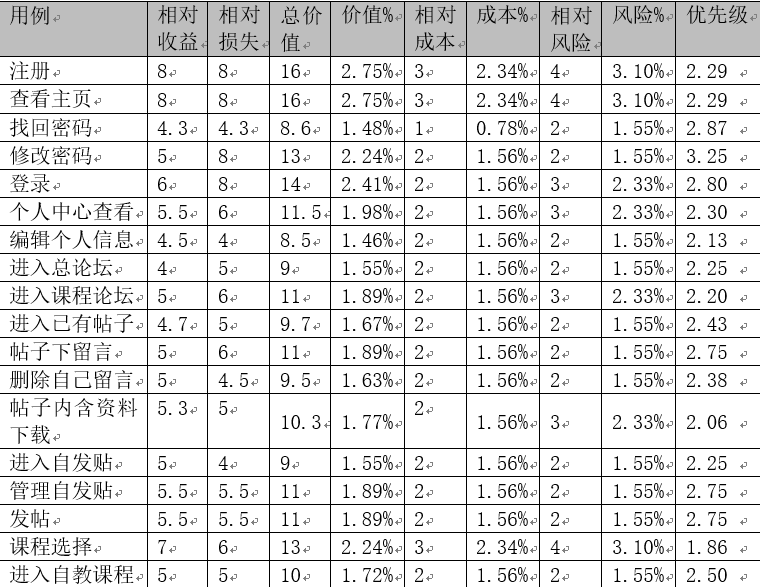 用例 相对收益 相对损失 总价值 价值% 相对成本 成本% 相对风险 风险% 优先级
注册 8 8 16 2.75% 3 2.34% 4 3.10% 2.29
查看主页 8 8 16 2.75% 3 2.34% 4 3.10% 2.29
找回密码 4.3 4.3 8.6 1.48% 1 0.78% 2 1.55% 2.87
修改密码 5 8 13 2.24% 2 1.56% 2 1.55% 3.25
登录 6 8 14 2.41% 2 1.56% 3 2.33% 2.80
个人中心查看 5.5 6 11.5 1.98% 2 1.56% 3 2.33% 2.30
编辑个人信息 4.5 4 8.5 1.46% 2 1.56% 2 1.55% 2.13
进入总论坛 4 5 9 1.55% 2 1.56% 2 1.55% 2.25
进入课程论坛 5 6 11 1.89% 2 1.56% 3 2.33% 2.20
进入已有帖子 4.7 5 9.7 1.67% 2 1.56% 2 1.55% 2.43
帖子下留言 5 6 11 1.89% 2 1.56% 2 1.55% 2.75
删除自己留言 5 4.5 9.5 1.63% 2 1.56% 2 1.55% 2.38
帖子内含资料下载 5.3 5 10.3 1.77% 2 1.56% 3 2.33% 2.06
进入自发贴 5 4 9 1.55% 2 1.56% 2 1.55% 2.25
管理自发贴 5.5 5.5 11 1.89% 2 1.56% 2 1.55% 2.75
发帖 5.5 5.5 11 1.89% 2 1.56% 2 1.55% 2.75
课程选择 7 6 13 2.24% 3 2.34% 4 3.10% 1.86
进入自教课程 5 5 10 1.72% 2 1.56% 2 1.55% 2.50